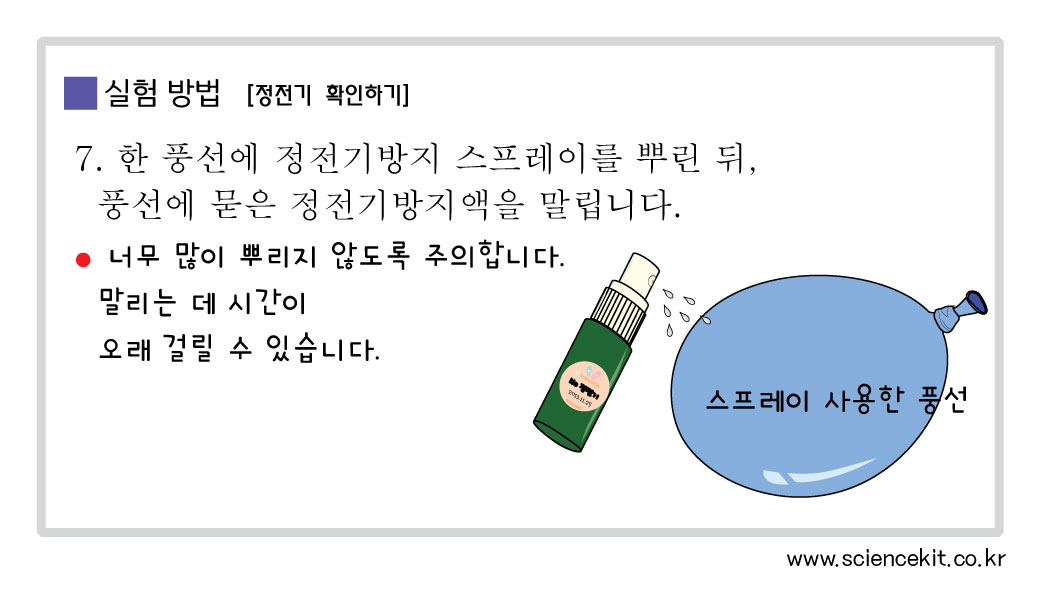 실험 방법 [정전기 확인하기]
7. 한 풍선에 정전기방지 스프레이를 뿌린 뒤,
풍선에 묻은 정전기방지액을 말립니다.
● 너무 많이 뿌리지 않도록 주의합니다.
말리는 데 시간이
오래 걸릴 수 있습니다.
No
2013.11.29
스프레이 사용한 풍선
www.sciencekit.co.kr